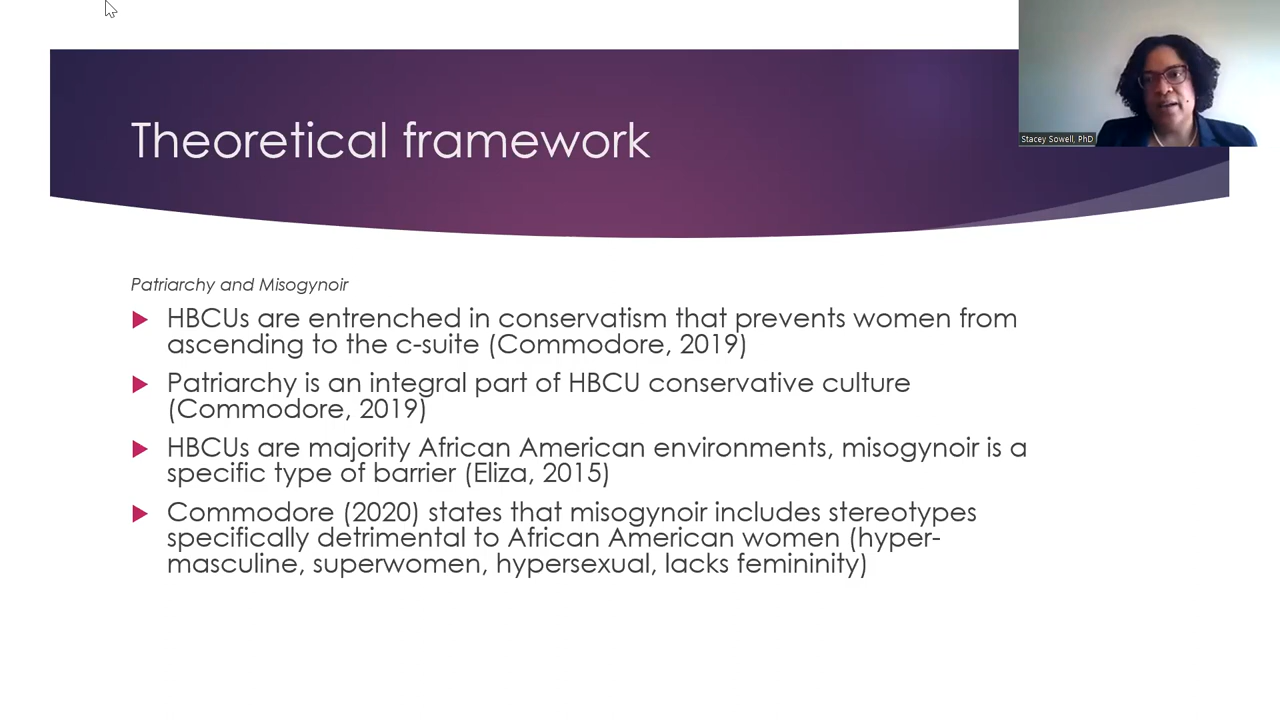 Theoretical framework
Stacey Sowell, PhD
Patriarchy and Misogynoir
HBCUs are entrenched in conservatism that prevents women from
ascending to the c-suite (Commodore, 2019)
Patriarchy is an integral part of HBCU conservative culture
(Commodore, 2019)
HBCUs are majority African American environments, misogynoir is a
specific type of barrier (Eliza, 2015)
Commodore (2020) states that misogynoir includes stereotypes
specifically detrimental to African American women (hyper-
masculine, superwomen, hypersexual, lacks femininity)